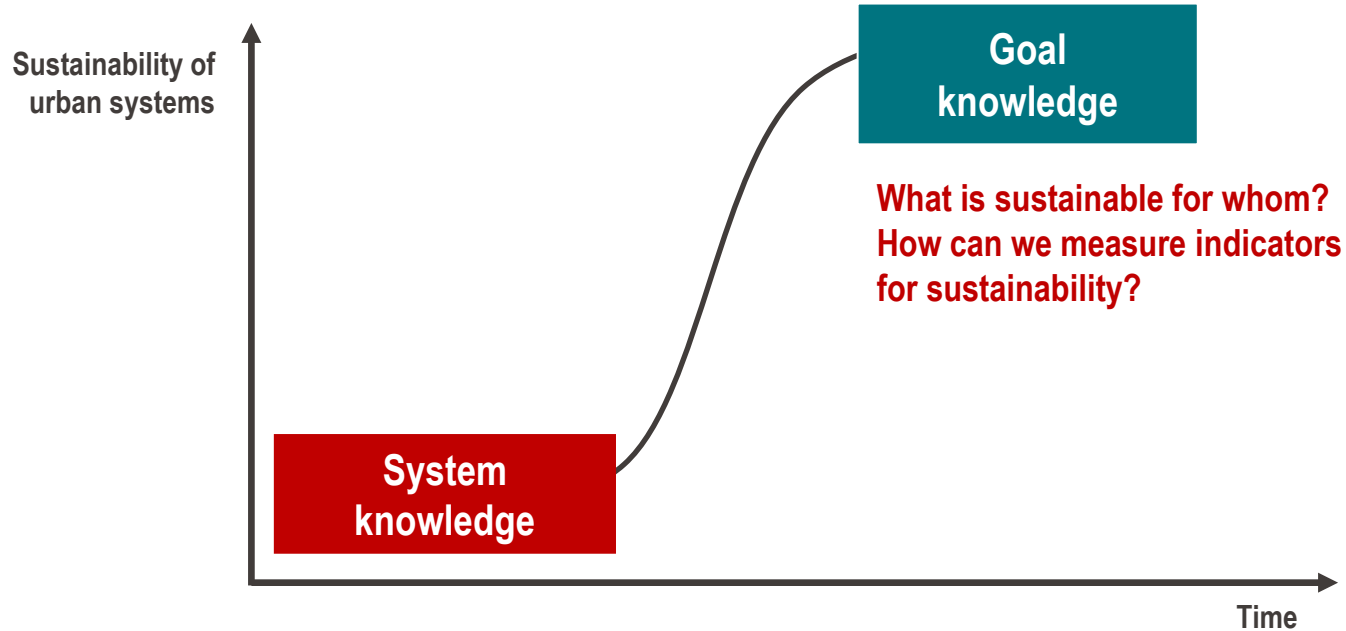 Sustainability of
urban systems
Goal
knowledge
What is sustainable for whom?
How can we measure indicators
for sustainability?
System
knowledge
Time